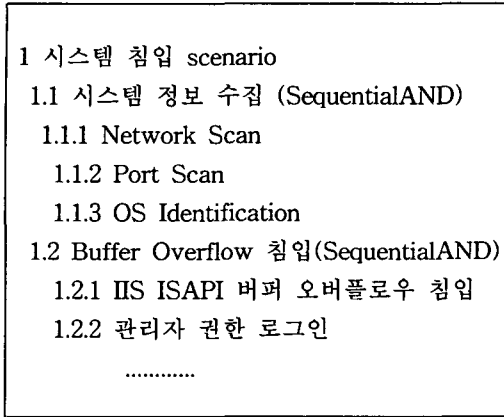 1 시스템 침입 scenario
1.1 시스템 정보 수집 (SequentialAND)
1.1.1 Network Scan
1.1.2 Port Scan
1.1.3 OS Identification
1.2 Buffer Overflow 침입(SequentialAND)
1.2.1 IIS ISAPI 버퍼 오버플로우 침입
1.2.2 관리자 권한 로그인
............